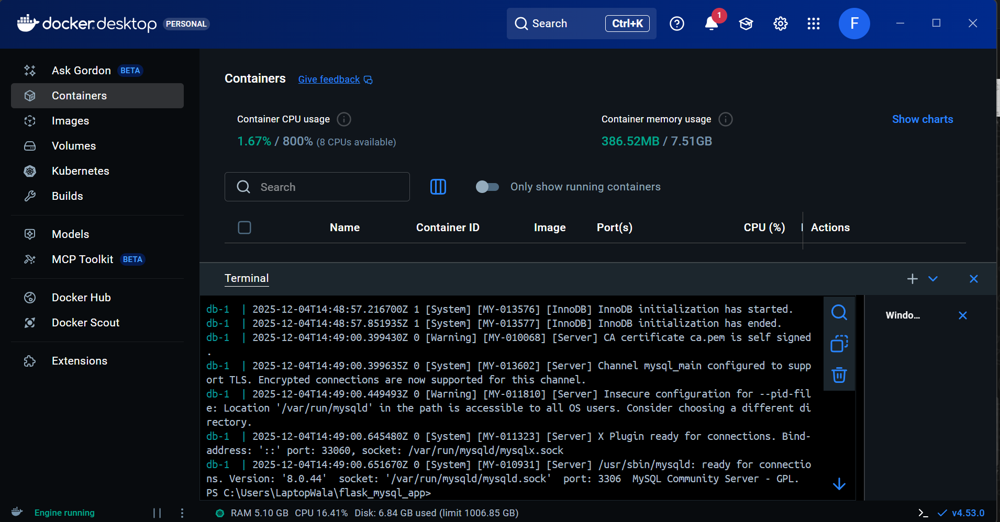 docker.desktop PERSONAL
Search Ctrl+K
1
F
Ask Gordon BETA
Containers
Images
Volumes
Kubernetes
Builds
Models
MCP Toolkit BETA
Docker Hub
Docker Scout
Extensions
Containers Give feedback
Container CPU usage
1.67% / 800% (8 CPUs available)
Container memory usage
386.52MB / 7.51GB
Show charts
Search
Only show running containers
Name Container ID Image Port(s) CPU (%) Actions
Terminal
db-1 | 2025-12-04T14:48:57.216700Z 1 [System] [MY-013576] [InnoDB] InnoDB initialization has started.
db-1 | 2025-12-04T14:48:57.851935Z 1 [System] [MY-013577] [InnoDB] InnoDB initialization has ended.
db-1 | 2025-12-04T14:49:00.399430Z 0 [Warning] [MY-010068] [Server] CA certificate ca.pem is self signed
.
db-1 | 2025-12-04T14:49:00.399635Z 0 [System] [MY-013602] [Server] Channel mysql_main configured to supp
ort TLS. Encrypted connections are now supported for this channel.
db-1 | 2025-12-04T14:49:00.449493Z 0 [Warning] [MY-011810] [Server] Insecure configuration for --pid-fil
e: Location '/var/run/mysqld' in the path is accessible to all OS users. Consider choosing a different di
rectory.
db-1 | 2025-12-04T14:49:00.645480Z 0 [System] [MY-011323] [Server] X Plugin ready for connections. Bind-
address: '::' port: 33060, socket: /var/run/mysqld/mysqlx.sock
db-1 | 2025-12-04T14:49:00.651670Z 0 [System] [MY-010931] [Server] /usr/sbin/mysqld: ready for connectio
ns. Version: '8.0.44'  socket: '/var/run/mysqld/mysqld.sock'  port: 3306  MySQL Community Server - GPL.
PS C:\Users\LaptopWala\flask_mysql_app>
Windo...
Engine running
RAM 5.10 GB CPU 16.41% Disk: 6.84 GB used (limit 1006.85 GB)
v4.53.0